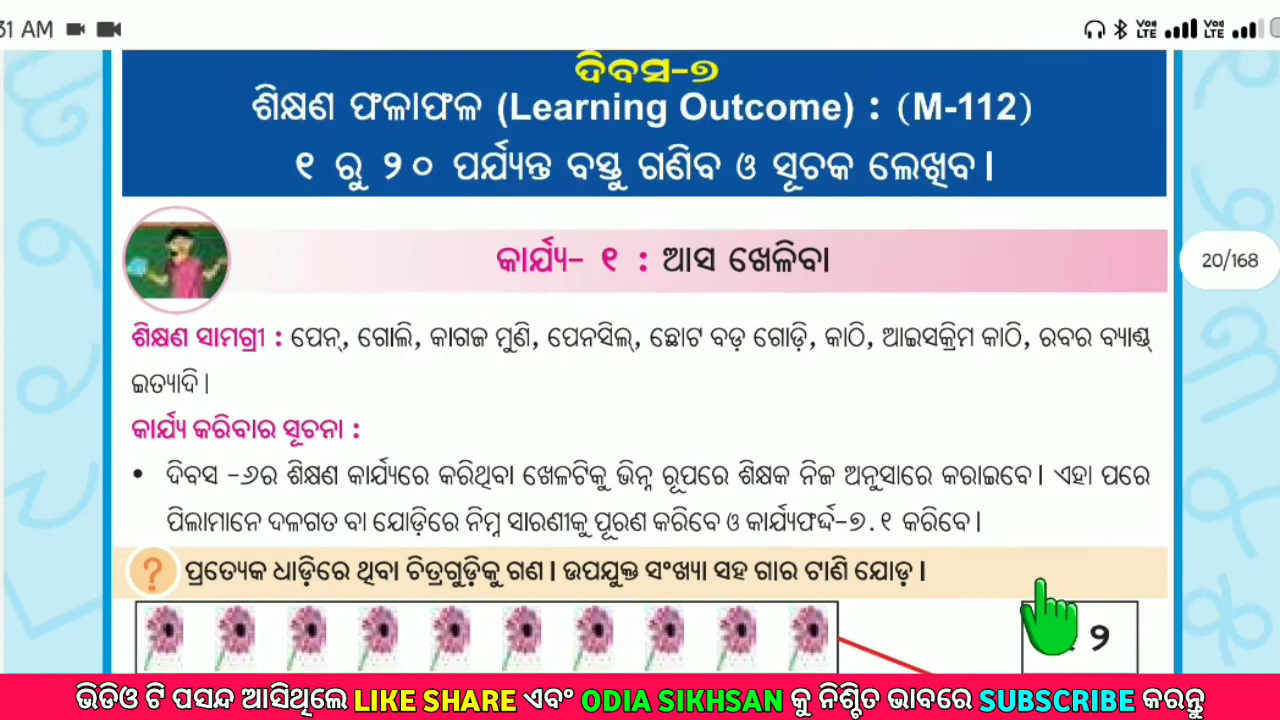 31 AM
ଦିବସ-୭
ଶିକ୍ଷଣ ଫଳାଫଳ (Learning Outcome) : (M-112)
୧ ରୁ ୨୦ ପର୍ଯ୍ୟନ୍ତ ବସ୍ତୁ ଗଣିବ ଓ ସୂଚକ ଲେଖିବ।
କାର୍ଯ୍ୟ- ୧ : ଆସ ଖେଳିବା
20/168
ଶିକ୍ଷଣ ସାମଗ୍ରୀ : ପେନ୍, ଗୋଲି, କାଗଜ ମୁଣି, ପେନସିଲ୍, ଛୋଟ ବଡ଼ ଗୋଡ଼ି, କାଠି, ଆଇସକ୍ରିମ କାଠି, ରବର ବ୍ୟାଣ୍ଡ୍
ଇତ୍ୟାଦି।
କାର୍ଯ୍ୟ କରିବାର ସୂଚନା :
• ଦିବସ -୬ର ଶିକ୍ଷଣ କାର୍ଯ୍ୟରେ କରିଥିବା ଖେଳଟିକୁ ଭିନ୍ନ ରୂପରେ ଶିକ୍ଷକ ନିଜ ଅନୁସାରେ କରାଇବେ। ଏହା ପରେ
ପିଲାମାନେ ଦଳଗତ ବା ଯୋଡ଼ିରେ ନିମ୍ନ ସାରଣୀକୁ ପୂରଣ କରିବେ ଓ କାର୍ଯ୍ୟଫର୍ଦ୍ଦ-୭.୧ କରିବେ।
? ପ୍ରତ୍ୟେକ ଧାଡ଼ିରେ ଥିବା ଚିତ୍ରଗୁଡ଼ିକୁ ଗଣ। ଉପଯୁକ୍ତ ସଂଖ୍ୟା ସହ ଗାର ଟାଣି ଯୋଡ଼।
୨
ଭିଡିଓ ଟି ପସନ୍ଦ ଆସିଥିଲେ LIKE SHARE ଏବଂ ODIA SIKHSAN କୁ ନିଶ୍ଚିତ ଭାବରେ SUBSCRIBE କରନ୍ତୁ